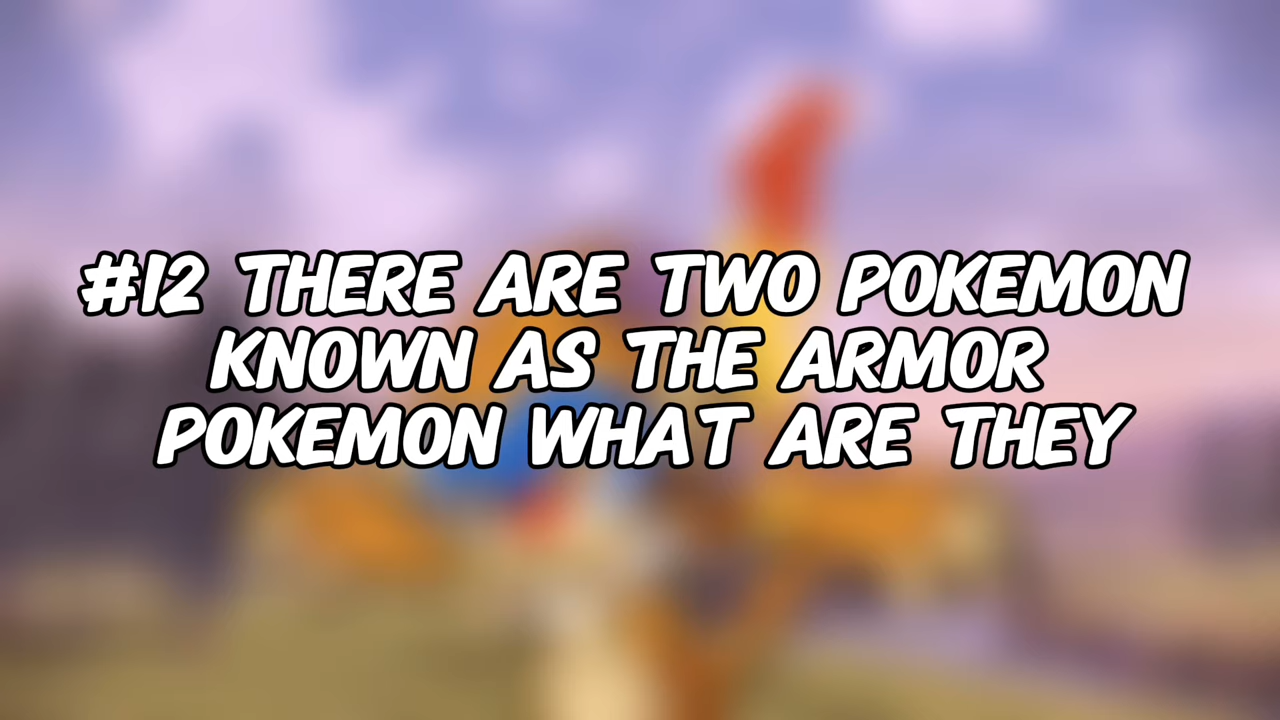 #12 THERE ARE TWO POKEMON
KNOWN AS THE ARMOR
POKEMON WHAT ARE THEY